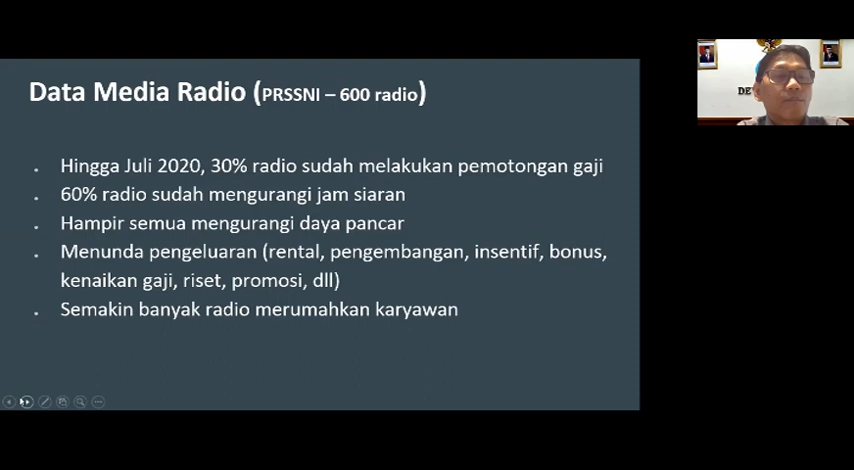 Data Media Radio (PRSSNI – 600 radio)
Hingga Juli 2020, 30% radio sudah melakukan pemotongan gaji
60% radio sudah mengurangi jam siaran
Hampir semua mengurangi daya pancar
Menunda pengeluaran (rental, pengembangan, insentif, bonus,
kenaikan gaji, riset, promosi, dll)
Semakin banyak radio merumahkan karyawan